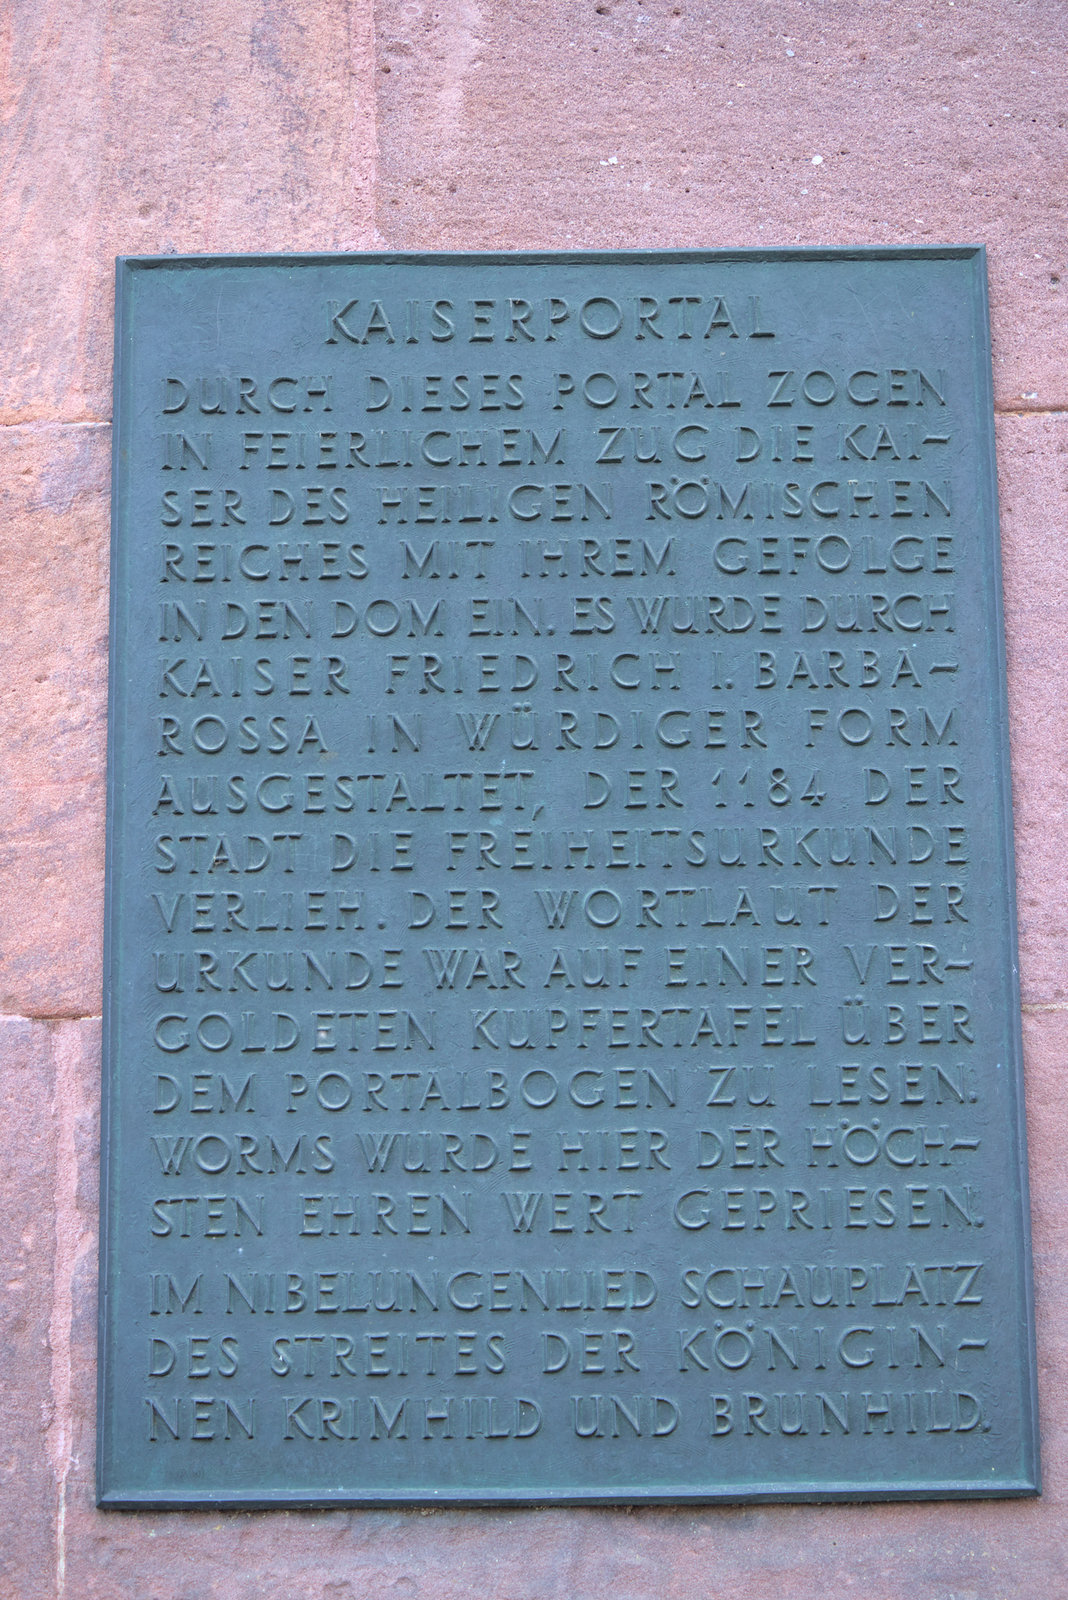 KAISERPORTAL
DURCH DIESES PORTAL ZOGEN
IN FEIERLICHEM ZUG DIE KAI-
SER DES HEILIGEN RÖMISCHEN
REICHES MIT IHREM GEFOLGE
IN DEN DOM EIN. ES WURDE DURCH
KAISER FRIEDRICH I. BARBA-
ROSSA IN WÜRDIGER FORM
AUSGESTALTET, DER 1184 DER
STADT DIE FREIHEITSURKUNDE
VERLIEH. DER WORTLAUT DER
URKUNDE WAR AUF EINER VER-
GOLDETEN KUPFERTAFEL ÜBER
DEM PORTALBOGEN ZU LESEN.
WORMS WURDE HIER DER HÖCH-
STEN EHREN WERT GEPRIESEN.
IM NIBELUNGENLIED SCHAUPLATZ
DES STREITES DER KÖNIGIN-
NEN KRIMHILD UND BRUNHILD.